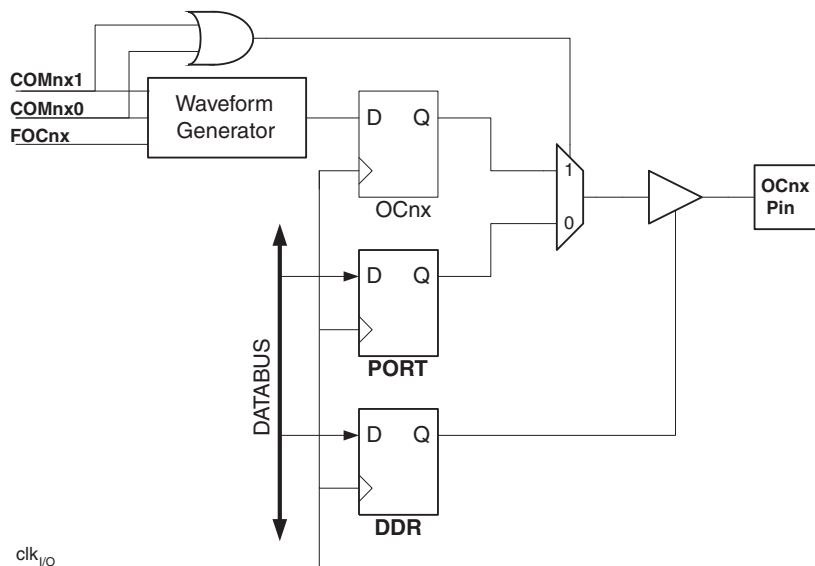 COMnx1
COMnx0
FOCnx
Waveform
Generator
D Q
OCnx
1
0
OCnx
Pin
D Q
PORT
D Q
DDR
DATABUS
clkI/O